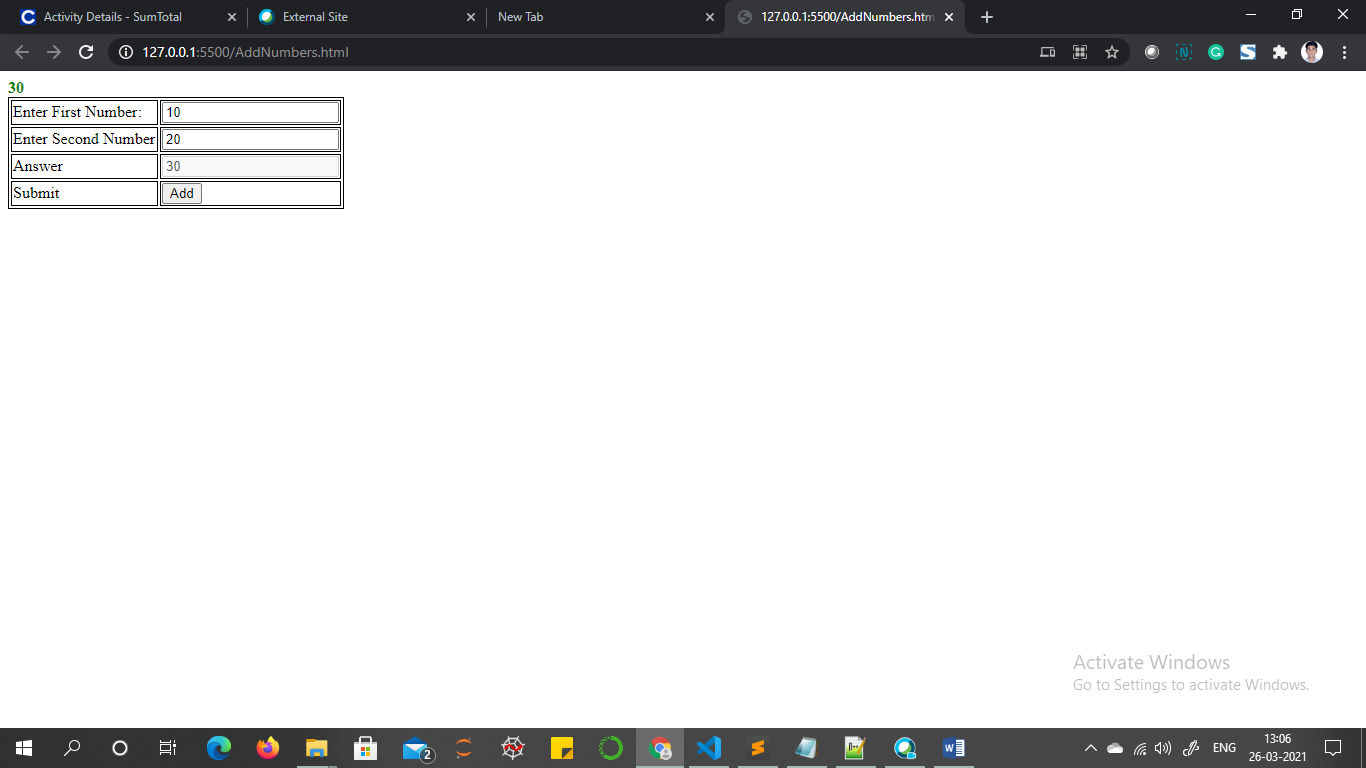 Activity Details - SumTotal
External Site
New Tab
127.0.0.1:5500/AddNumbers.htm
127.0.0.1:5500/AddNumbers.html
30
Enter First Number: 10
Enter Second Number 20
Answer 30
Submit Add
Activate Windows
Go to Settings to activate Windows.
2
ENG
13:06
26-03-2021